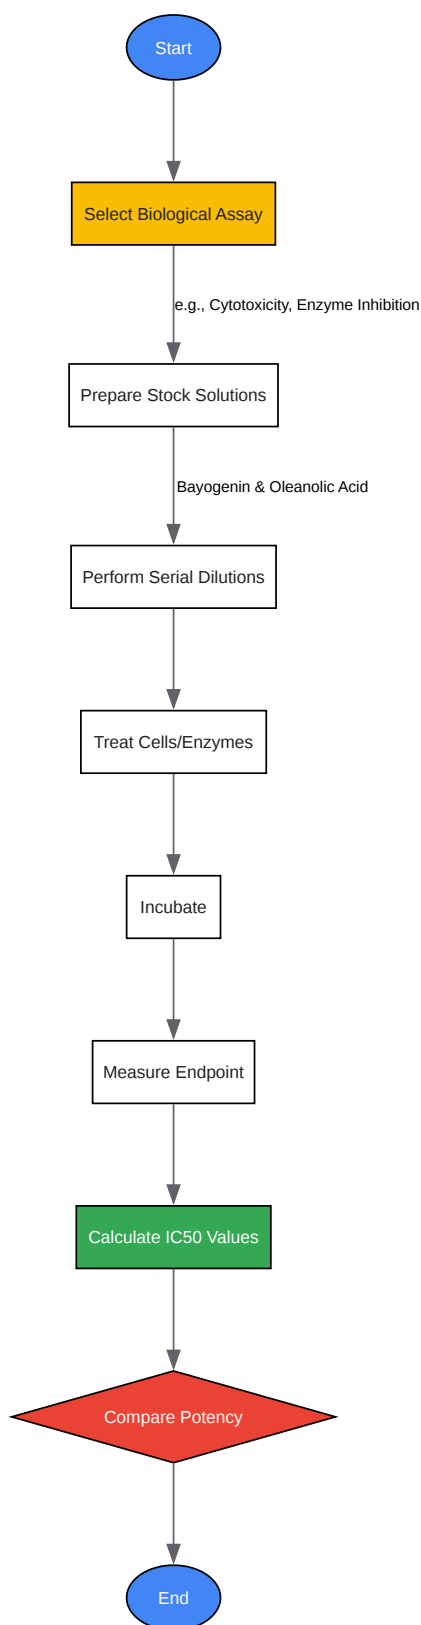 Start
Select Biological Assay
e.g., Cytotoxicity, Enzyme Inhibition
Prepare Stock Solutions
Bayogenin & Oleanolic Acid
Perform Serial Dilutions
Treat Cells/Enzymes
Incubate
Measure Endpoint
Calculate IC50 Values
Compare Potency
End